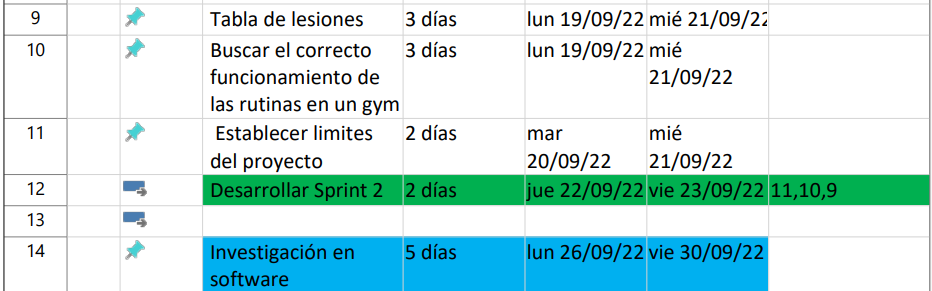 9 Tabla de lesiones 3 días lun 19/09/22 mié 21/09/22
10 Buscar el correcto 3 días lun 19/09/22 mié
funcionamiento de 21/09/22
las rutinas en un gym
11 Establecer limites 2 días mar mié
del proyecto 20/09/22 21/09/22
12 Desarrollar Sprint 2 2 días jue 22/09/22 vie 23/09/22 11,10,9
13
14 Investigación en 5 días lun 26/09/22 vie 30/09/22
software